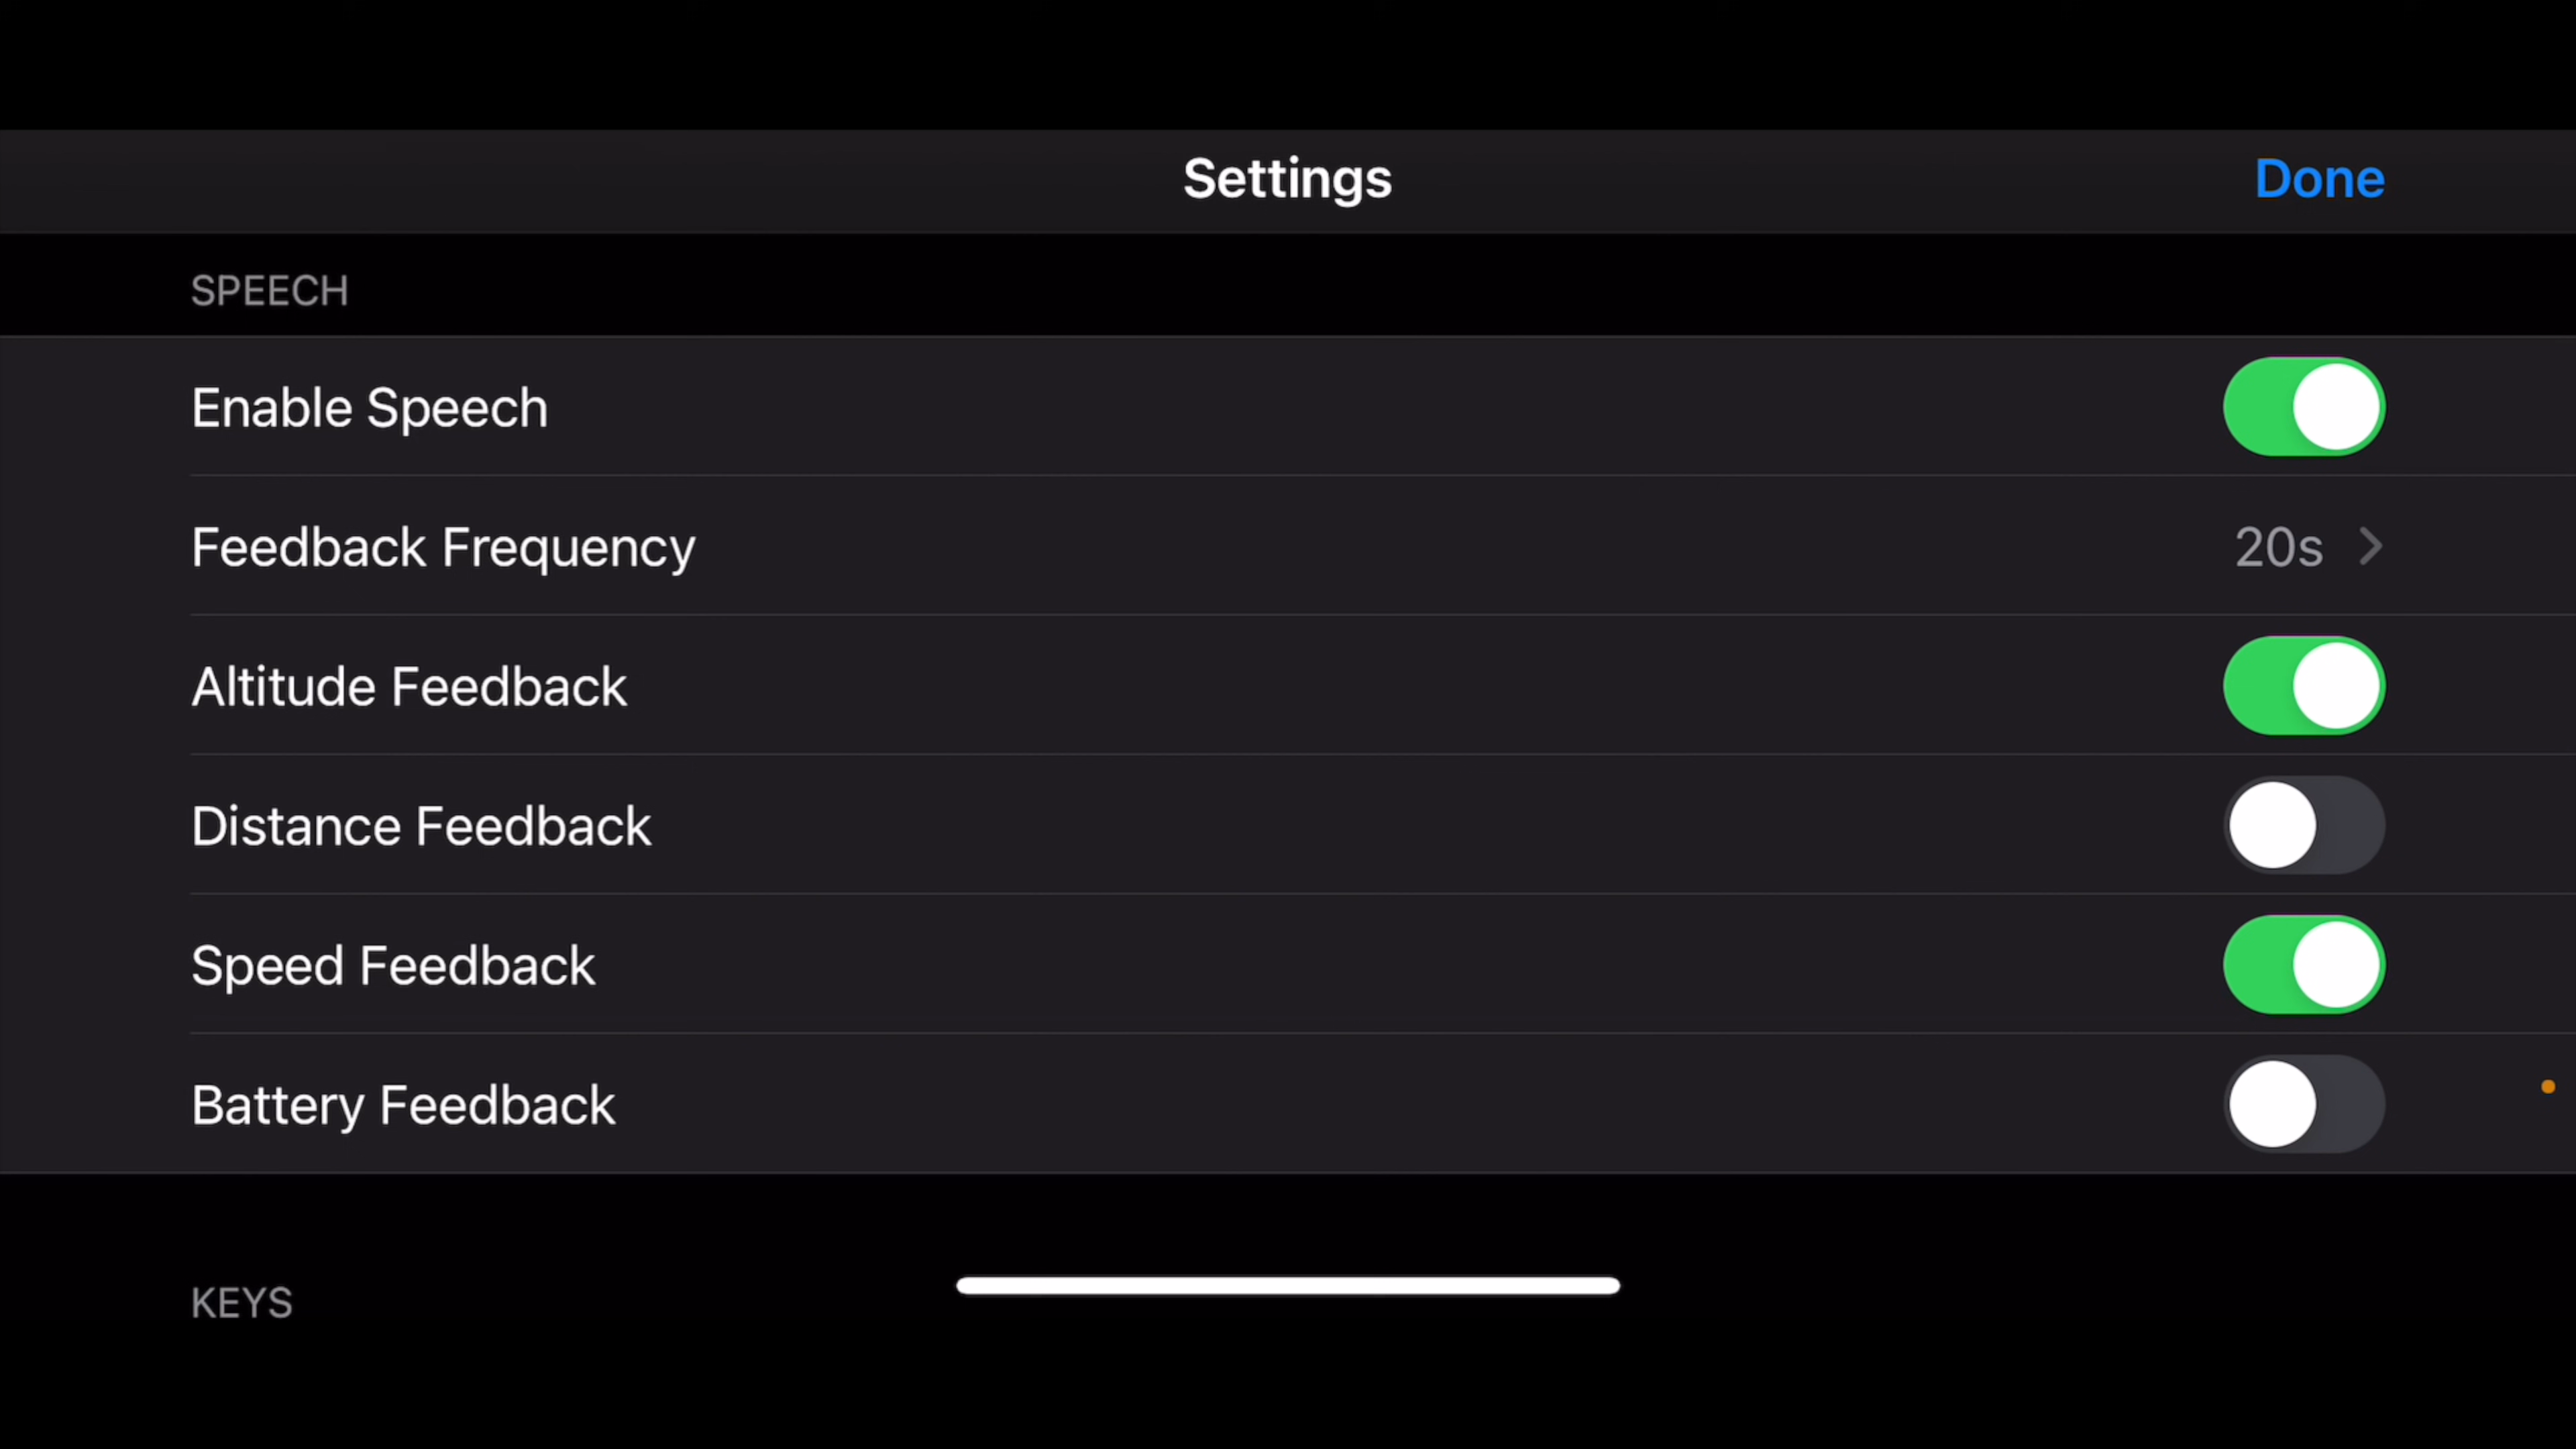 Settings
Done
SPEECH
Enable Speech
Feedback Frequency
20s
Altitude Feedback
Distance Feedback
Speed Feedback
Battery Feedback
KEYS